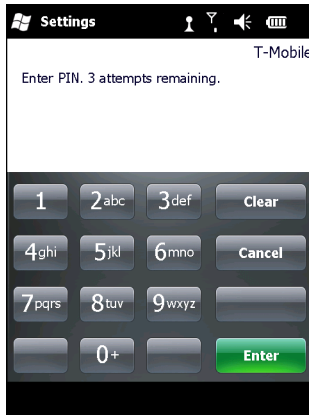 Settings
T-Mobile
Enter PIN. 3 attempts remaining.
1 2abc 3def Clear
4ghi 5jkl 6mno Cancel
7pqrs 8tuv 9wxyz
0+ Enter